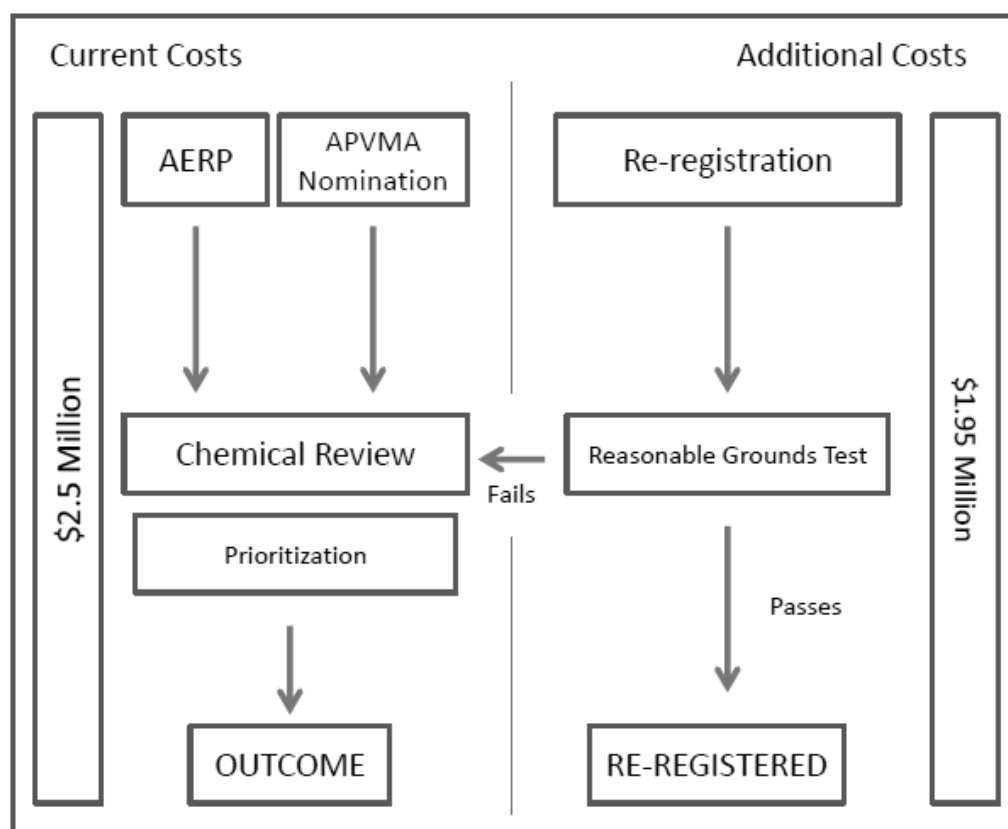 Current Costs
Additional Costs
$2.5 Million
AERP
APVMA
Nomination
Re-registration
$1.95 Million
Chemical Review
Fails
Reasonable Grounds Test
Prioritization
Passes
OUTCOME
RE-REGISTERED